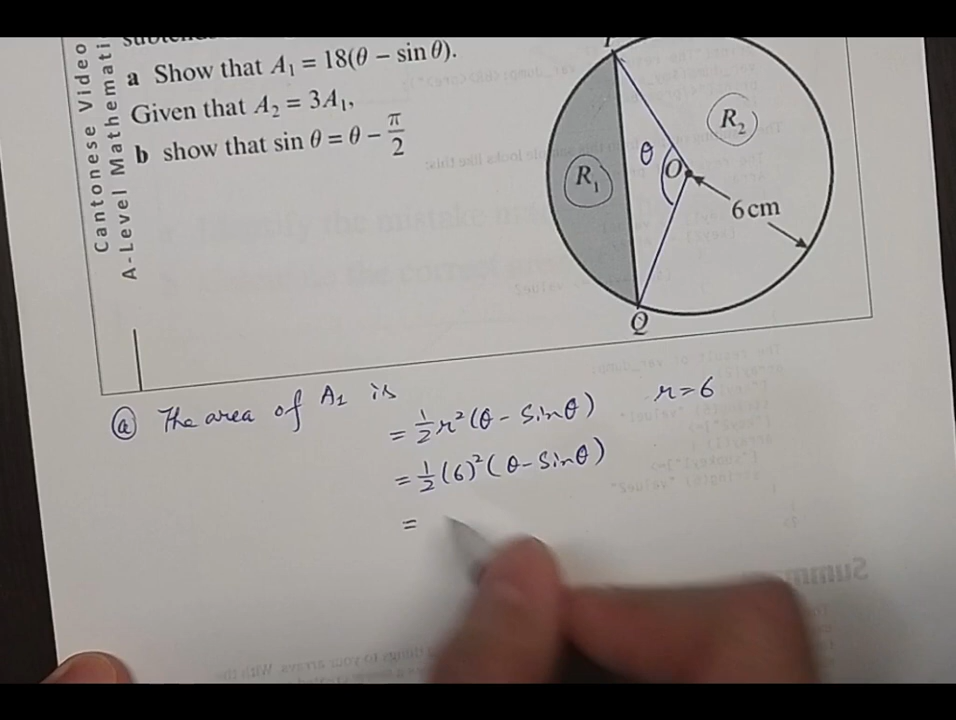 Cantonese Video
A-Level Mathemati
a Show that A₁ = 18(θ − sin θ).
Given that A₂ = 3A₁,
b show that sin θ = θ − π/2
R₁
R₂
θ
O
6 cm
Q
ⓐ The area of A₁ is
= ½r²(θ − Sinθ) r=6
= ½(6)²(θ − Sinθ)
=